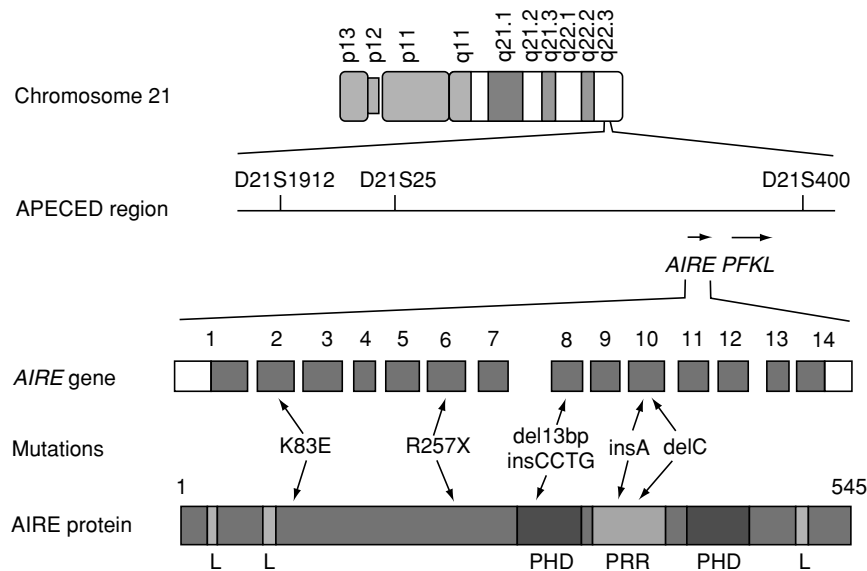 p13 p12 p11 q11 q21.1 q21.2 q21.3 q22.1 q22.2 q22.3
Chromosome 21
D21S1912 D21S25 D21S400
APECED region
AIRE PFKL
1 2 3 4 5 6 7 8 9 10 11 12 13 14
AIRE gene
Mutations
K83E
R257X
del13bp
insCCTG
insA
delC
1 545
AIRE protein
L L PHD PRR PHD L